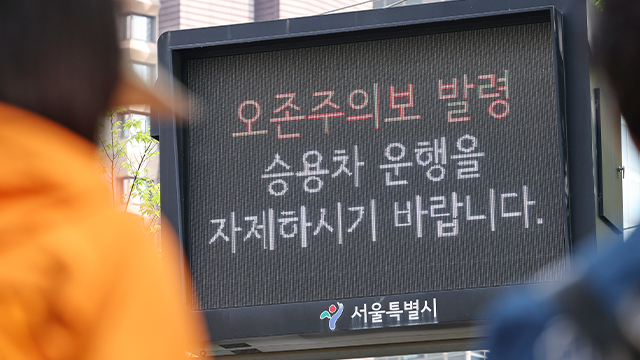 오존주의보 발령
승용차 운행을
자제하시기 바랍니다.
서울특별시